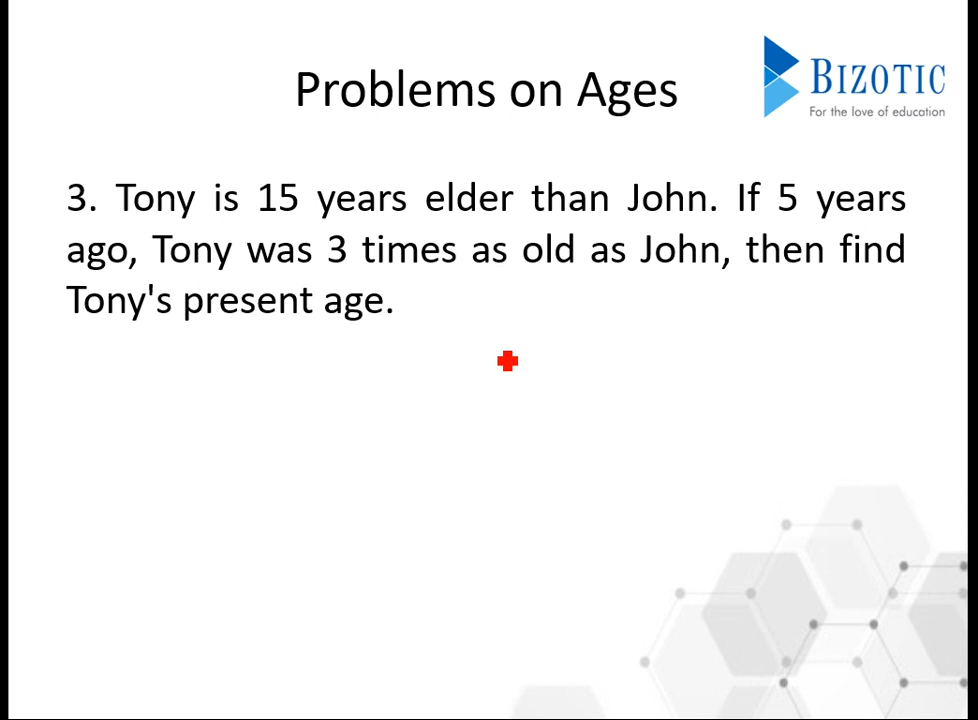 Problems on Ages
BIZOTIC
For the love of education
3. Tony is 15 years elder than John. If 5 years
ago, Tony was 3 times as old as John, then find
Tony's present age.